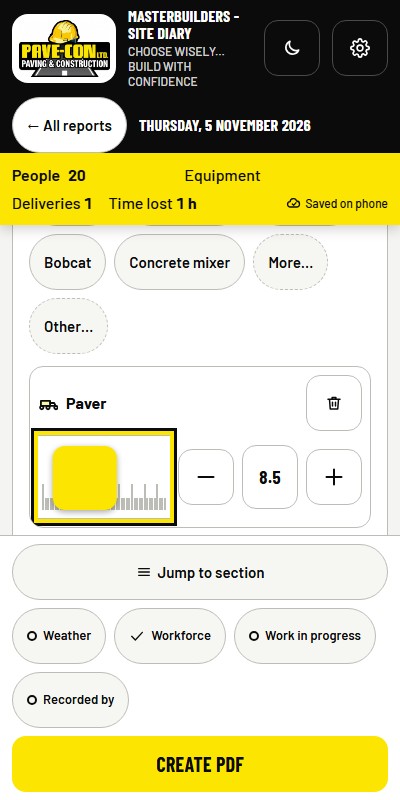 MASTERBUILDERS -
SITE DIARY
CHOOSE WISELY...
BUILD WITH
CONFIDENCE
PAVE-CON LTD.
PAVING & CONSTRUCTION
← All reports
THURSDAY, 5 NOVEMBER 2026
People 20
Equipment
Deliveries 1
Time lost 1 h
Saved on phone
Bobcat
Concrete mixer
More...
Other...
Paver
8.5
Jump to section
Weather
Workforce
Work in progress
Recorded by
CREATE PDF